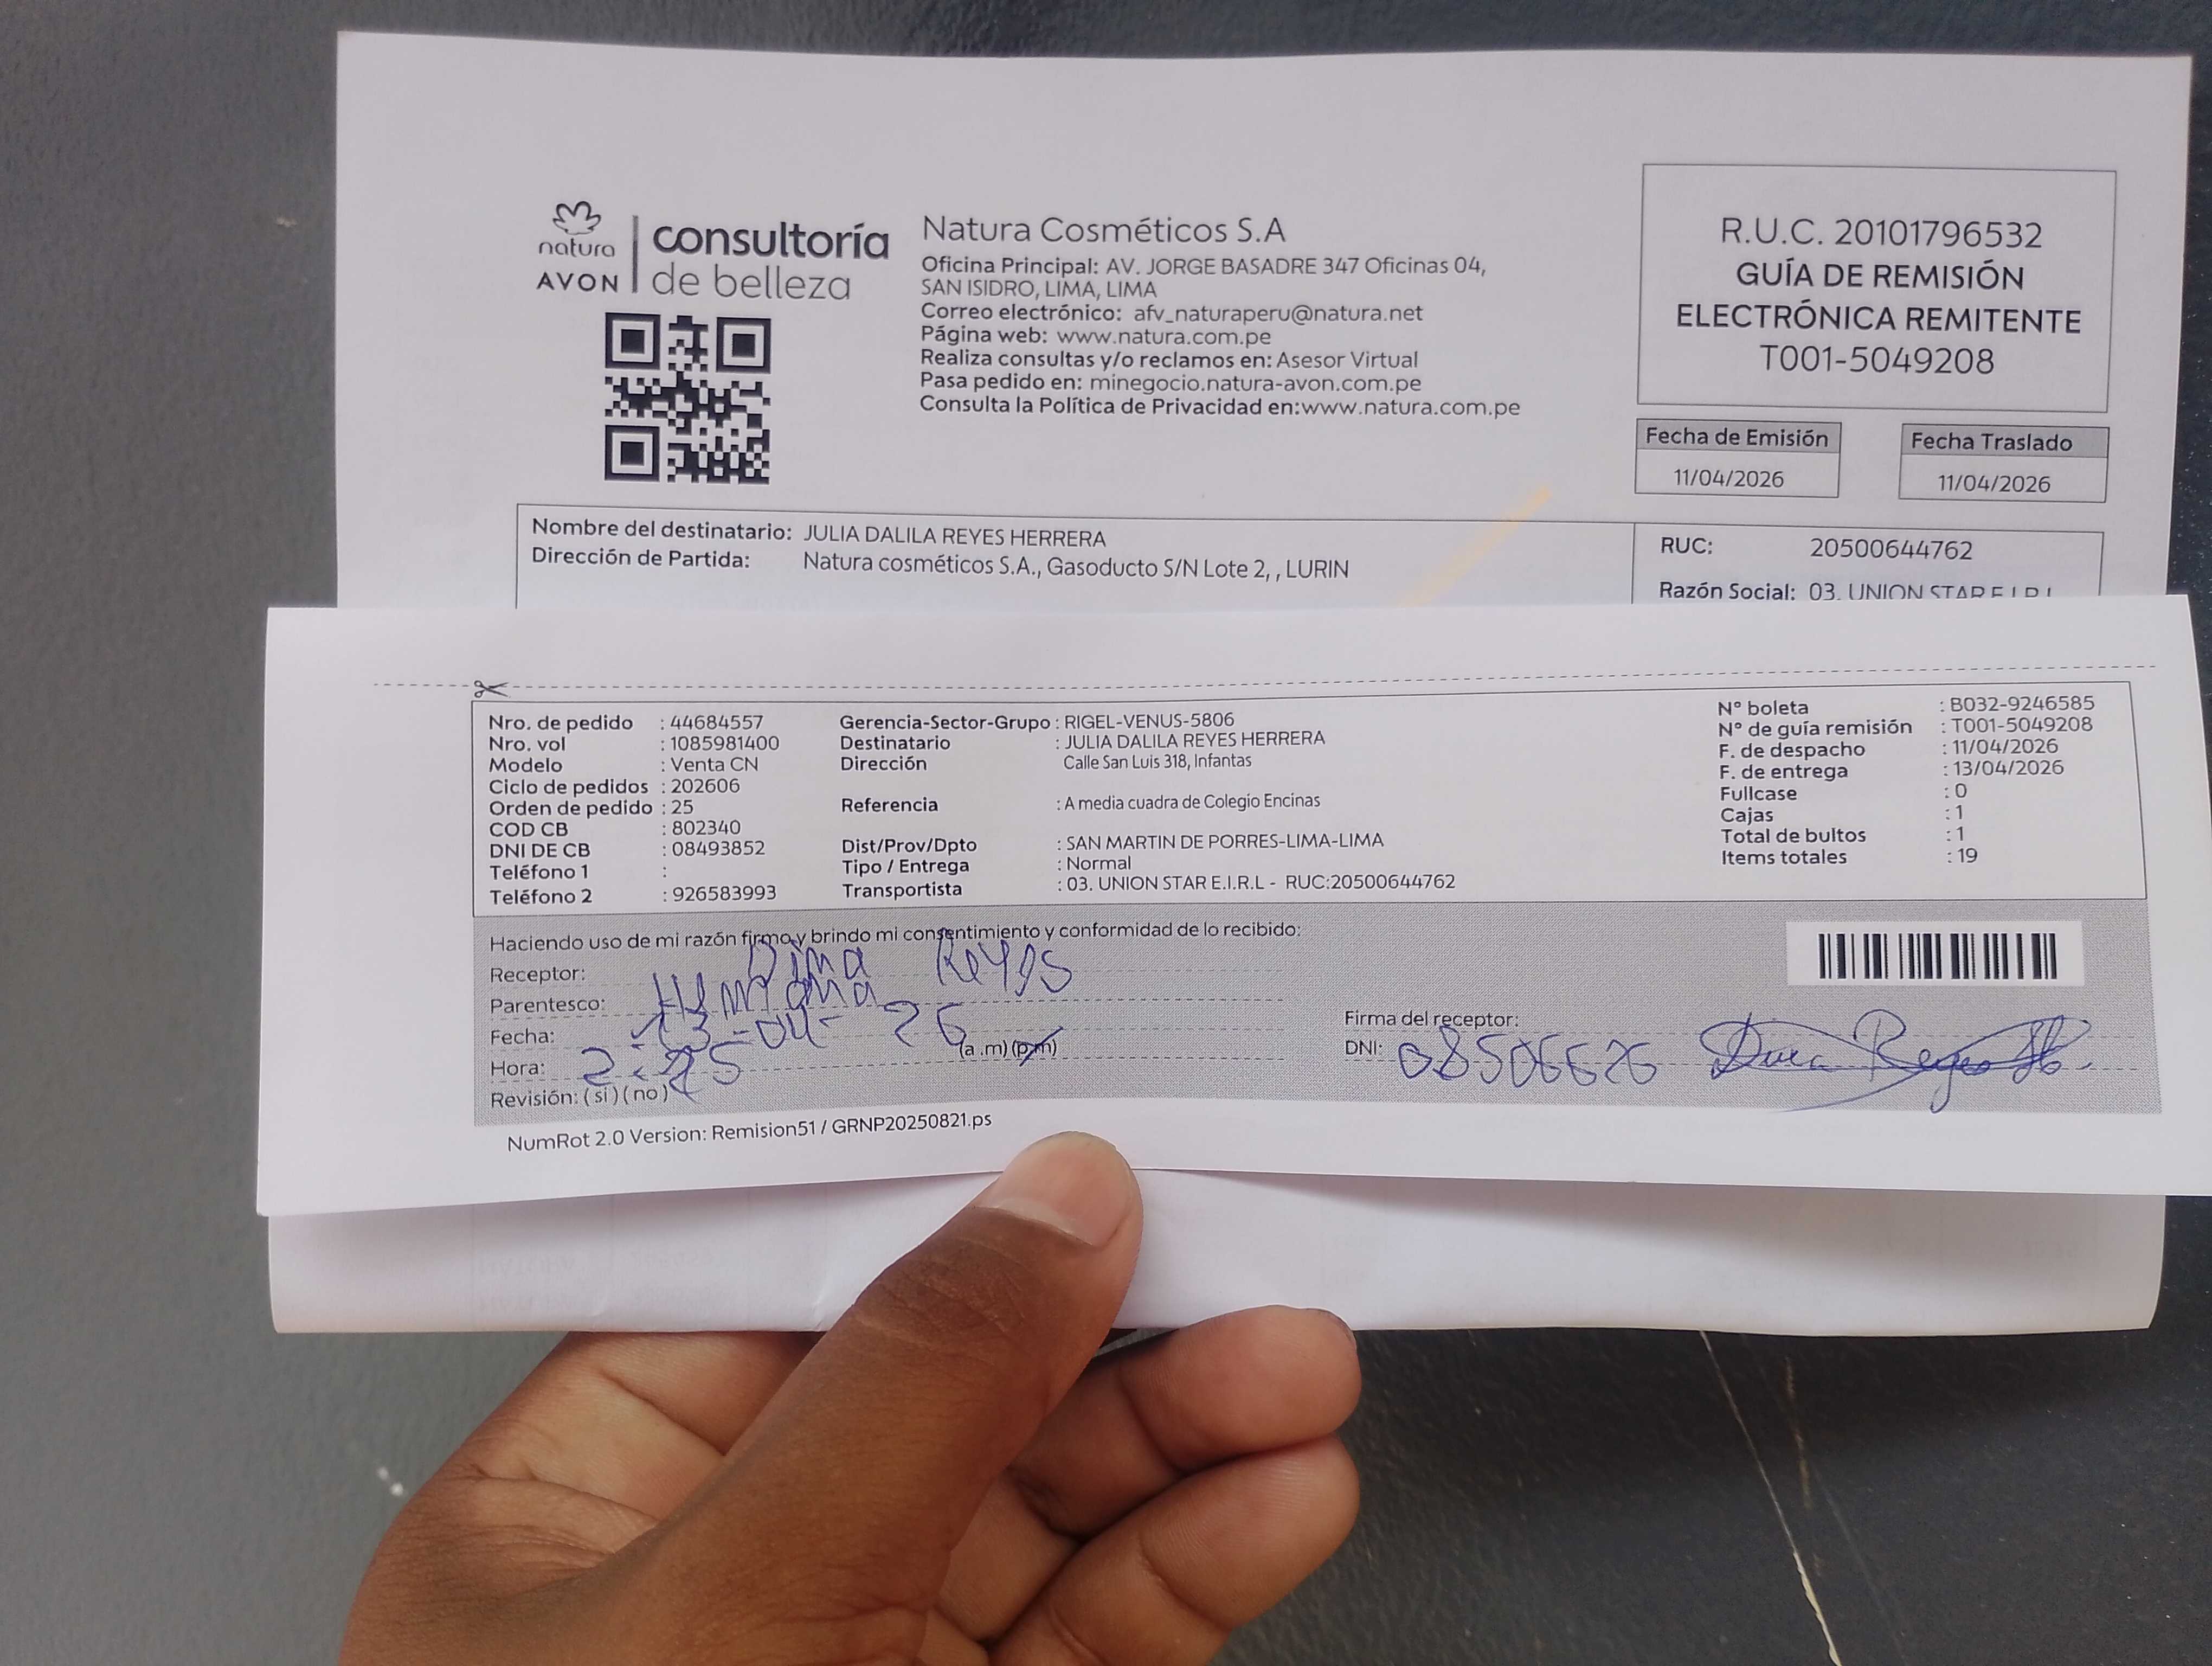 natura
AVON
consultoría
de belleza
Natura Cosméticos S.A
Oficina Principal: AV. JORGE BASADRE 347 Oficinas 04,
SAN ISIDRO, LIMA, LIMA
Correo electrónico: afv_naturaperu@natura.net
Página web: www.natura.com.pe
Realiza consultas y/o reclamos en: Asesor Virtual
Pasa pedido en: minegocio.natura-avon.com.pe
Consulta la Política de Privacidad en:www.natura.com.pe
R.U.C. 20101796532
GUÍA DE REMISIÓN
ELECTRÓNICA REMITENTE
T001-5049208
Fecha de Emisión
11/04/2026
Fecha Traslado
11/04/2026
Nombre del destinatario: JULIA DALILA REYES HERRERA
Dirección de Partida: Natura cosméticos S.A., Gasoducto S/N Lote 2, , LURIN
RUC: 20500644762
Razón Social: 03. UNION STAR E.I.R.L
Nro. de pedido : 44684557
Nro. vol : 1085981400
Modelo : Venta CN
Ciclo de pedidos : 202606
Orden de pedido : 25
COD CB : 802340
DNI DE CB : 08493852
Teléfono 1 :
Teléfono 2 : 926583993
Gerencia-Sector-Grupo : RIGEL-VENUS-5806
Destinatario : JULIA DALILA REYES HERRERA
Dirección Calle San Luis 318, Infantas
Referencia : A media cuadra de Colegio Encinas
Dist/Prov/Dpto : SAN MARTIN DE PORRES-LIMA-LIMA
Tipo / Entrega : Normal
Transportista : 03. UNION STAR E.I.R.L - RUC:20500644762
N° boleta : B032-9246585
N° de guía remisión : T001-5049208
F. de despacho : 11/04/2026
F. de entrega : 13/04/2026
Fullcase : 0
Cajas : 1
Total de bultos : 1
Items totales : 19
Haciendo uso de mi razón firmo y brindo mi consentimiento y conformidad de lo recibido:
Receptor: Reyes
Parentesco: Hermana
Fecha: 13-04-26
Hora: (a.m) (p.m)
Revisión: ( si ) ( no )
Firma del receptor:
DNI: 08506626
NumRot 2.0 Version: Remision51 / GRNP20250821.ps